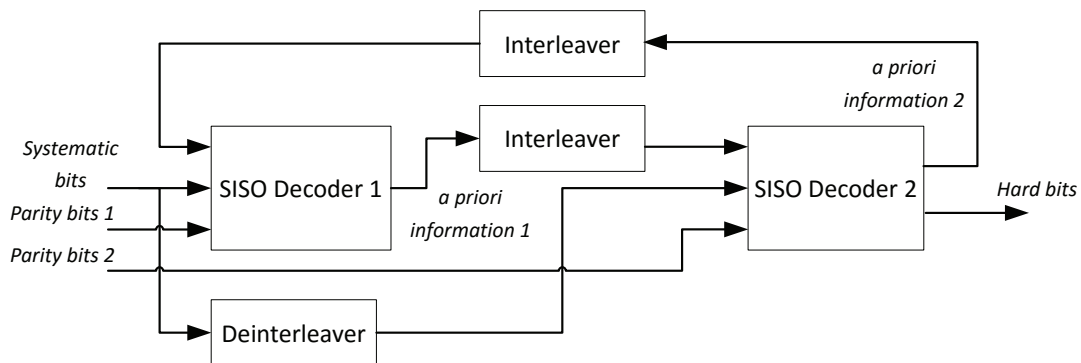 Interleaver
a priori
information 2
Interleaver
Systematic
bits
SISO Decoder 1
SISO Decoder 2
Hard bits
a priori
information 1
Parity bits 1
Parity bits 2
Deinterleaver